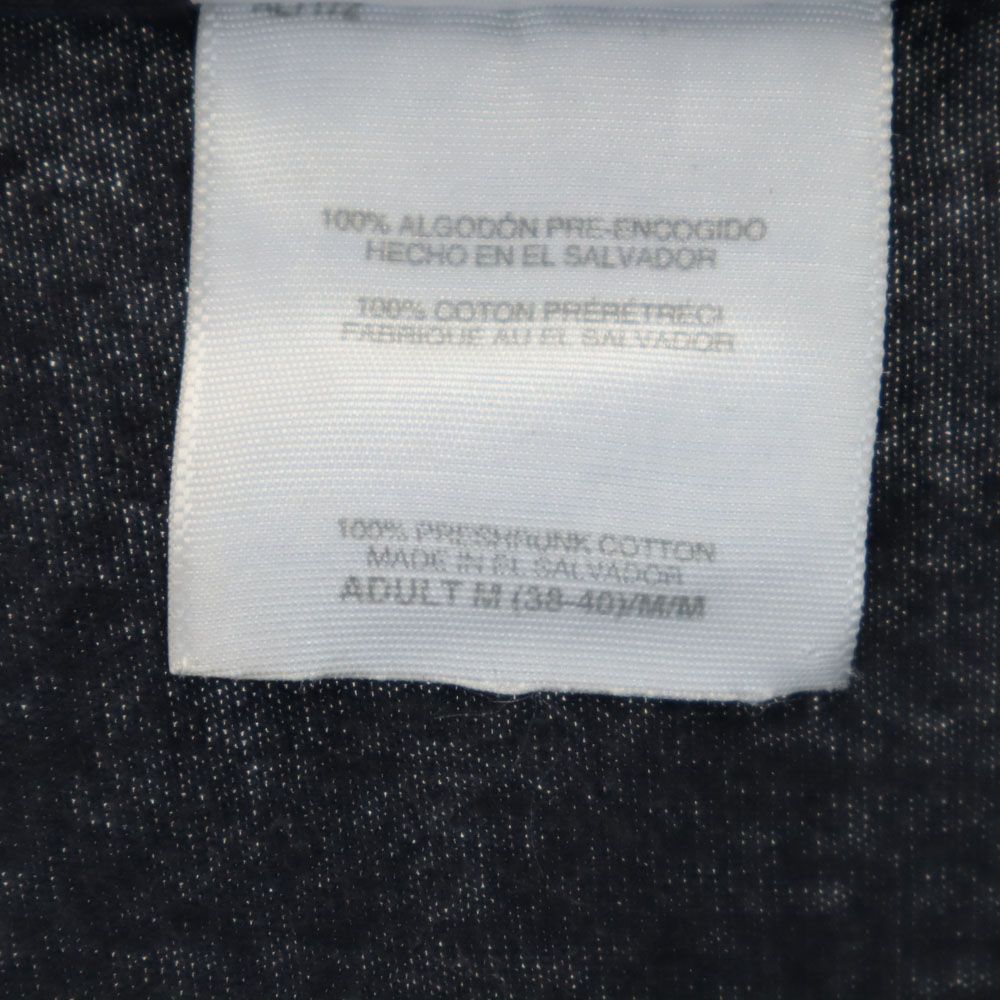 100% ALGODÓN PRE-ENCOGIDO
HECHO EN EL SALVADOR
100% COTON PRÉRÉTRÉCI
FABRIQUE AU EL SALVADOR
100% PRESHRUNK COTTON
MADE IN EL SALVADOR
ADULT M (38-40)/M/M